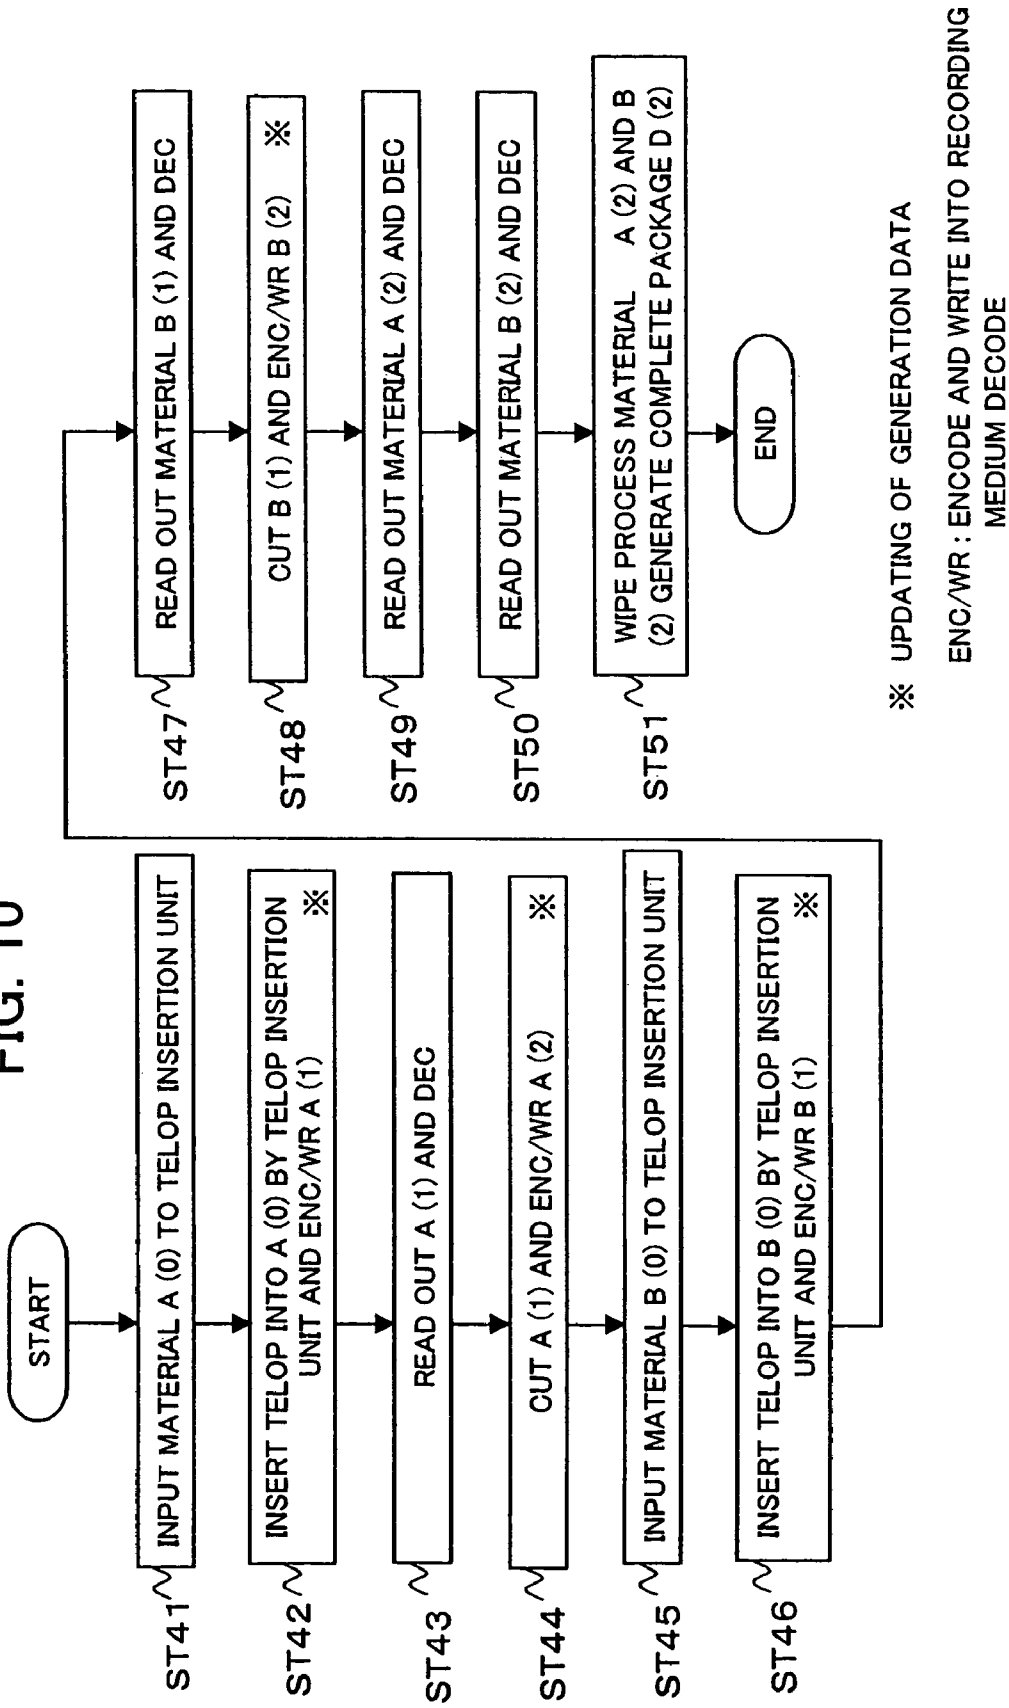 FIG. 10
START
ST41
INPUT MATERIAL A (0) TO TELOP INSERTION UNIT
ST42
INSERT TELOP INTO A (0) BY TELOP INSERTION
UNIT AND ENC/WR A (1) ※
ST43
READ OUT A (1) AND DEC
ST44
CUT A (1) AND ENC/WR A (2) ※
ST45
INPUT MATERIAL B (0) TO TELOP INSERTION UNIT
ST46
INSERT TELOP INTO B (0) BY TELOP INSERTION
UNIT AND ENC/WR B (1) ※
ST47
READ OUT MATERIAL B (1) AND DEC
ST48
CUT B (1) AND ENC/WR B (2) ※
ST49
READ OUT MATERIAL A (2) AND DEC
ST50
READ OUT MATERIAL B (2) AND DEC
ST51
WIPE PROCESS MATERIAL A (2) AND B
(2) GENERATE COMPLETE PACKAGE D (2)
END
※ UPDATING OF GENERATION DATA
ENC/WR : ENCODE AND WRITE INTO RECORDING
MEDIUM DECODE